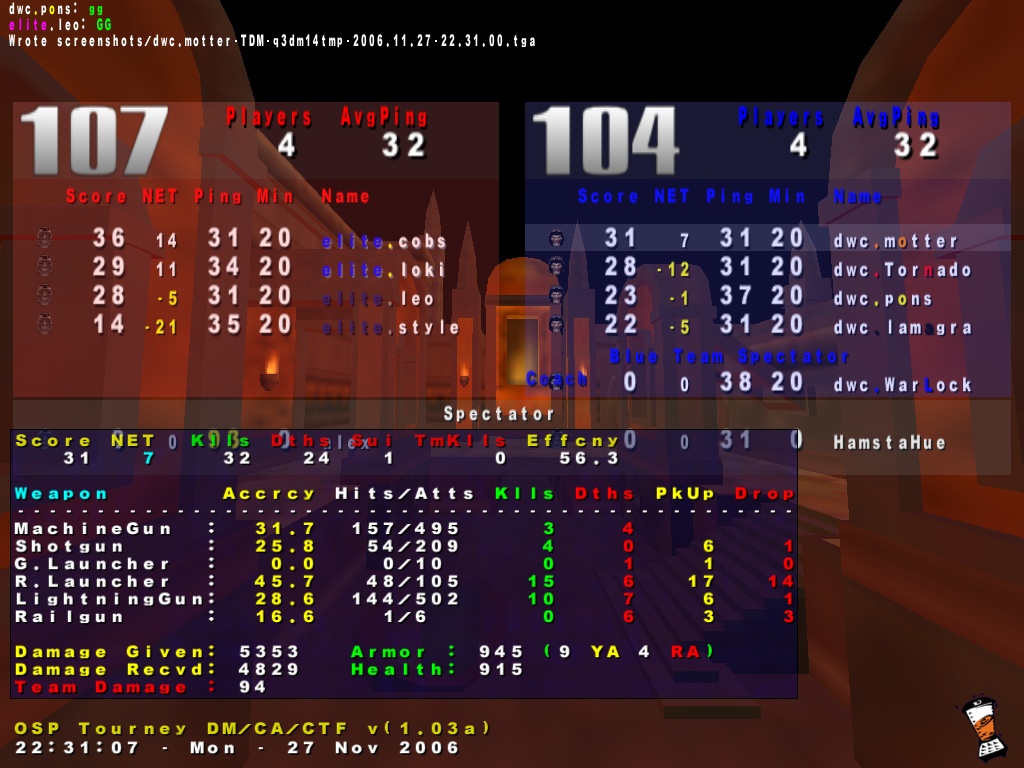 dwc.pons: gg
elite.leo: GG
Wrote screenshots/dwc.motter-TDM-q3dm14tmp-2006.11.27-22.31.00.tga
107 Players AvgPing
4 32
Score NET Ping Min Name
36 14 31 20 elite.cobs
29 11 34 20 elite.loki
28 -5 31 20 elite.leo
14 -21 35 20 elite.style
104 Players AvgPing
4 32
Score NET Ping Min Name
31 7 31 20 dwc.motter
28 -12 31 20 dwc.Tornado
23 -1 37 20 dwc.pons
22 -5 31 20 dwc.lamagra
Blue Team Spectator
Coach 0 0 38 20 dwc.WarLock
Spectator
0 0 31 0 HamstaHue
Score NET Klls Dths Sui TmKlls Effcny
31 7 32 24 1 0 56.3
Weapon Accrcy Hits/Atts Klls Dths PkUp Drop
MachineGun : 31.7 157/495 3 4
Shotgun : 25.8 54/209 4 0 6 1
G.Launcher : 0.0 0/10 0 1 1 0
R.Launcher : 45.7 48/105 15 6 17 14
LightningGun: 28.6 144/502 10 7 6 1
Railgun : 16.6 1/6 0 6 3 3
Damage Given: 5353 Armor : 945 (9 YA 4 RA)
Damage Recvd: 4829 Health: 915
Team Damage : 94
OSP Tourney DM/CA/CTF v(1.03a)
22:31:07 - Mon - 27 Nov 2006